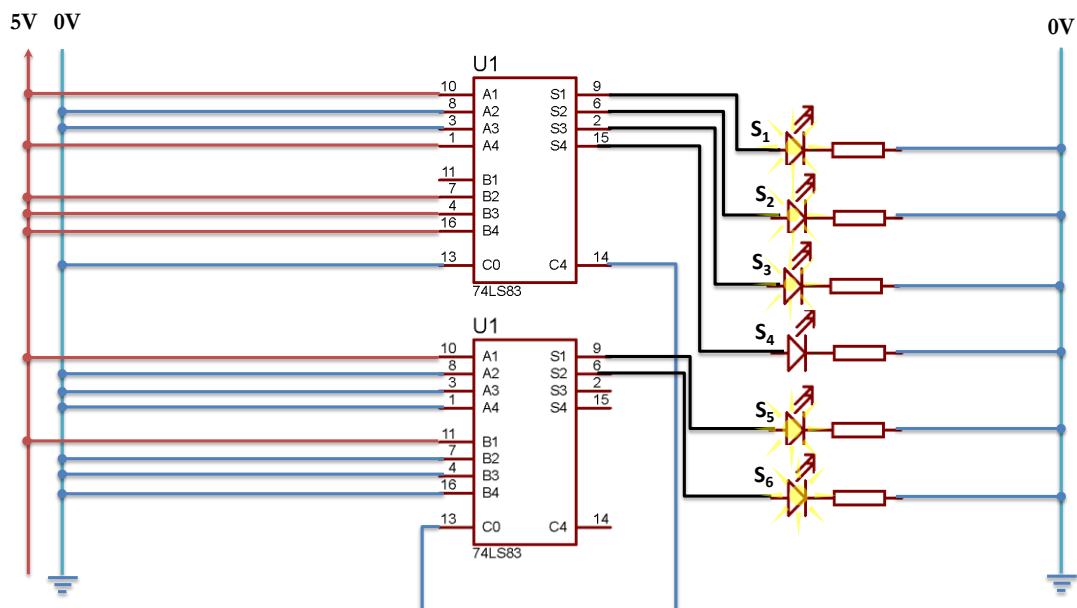 5V 0V
0V
U1
10 A1 S1 9
8 A2 S2 6
3 A3 S3 2
1 A4 S4 15
11 B1
7 B2
4 B3
16 B4
13 C0 C4 14
74LS83
S₁
S₂
S₃
S₄
U1
10 A1 S1 9
8 A2 S2 6
3 A3 S3 2
1 A4 S4 15
11 B1
7 B2
4 B3
16 B4
13 C0 C4 14
74LS83
S₅
S₆